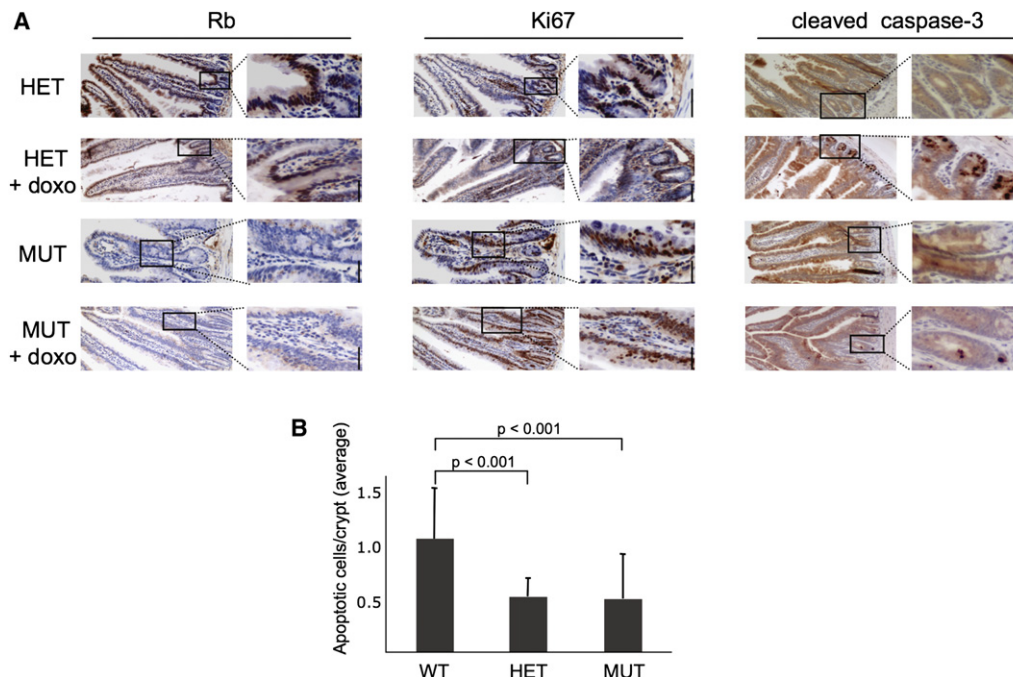 A
Rb
Ki67
cleaved caspase-3
HET
HET
+ doxo
MUT
MUT
+ doxo
B
p < 0.001
p < 0.001
Apoptotic cells/crypt (average)
1.5
1.0
0.5
WT
HET
MUT